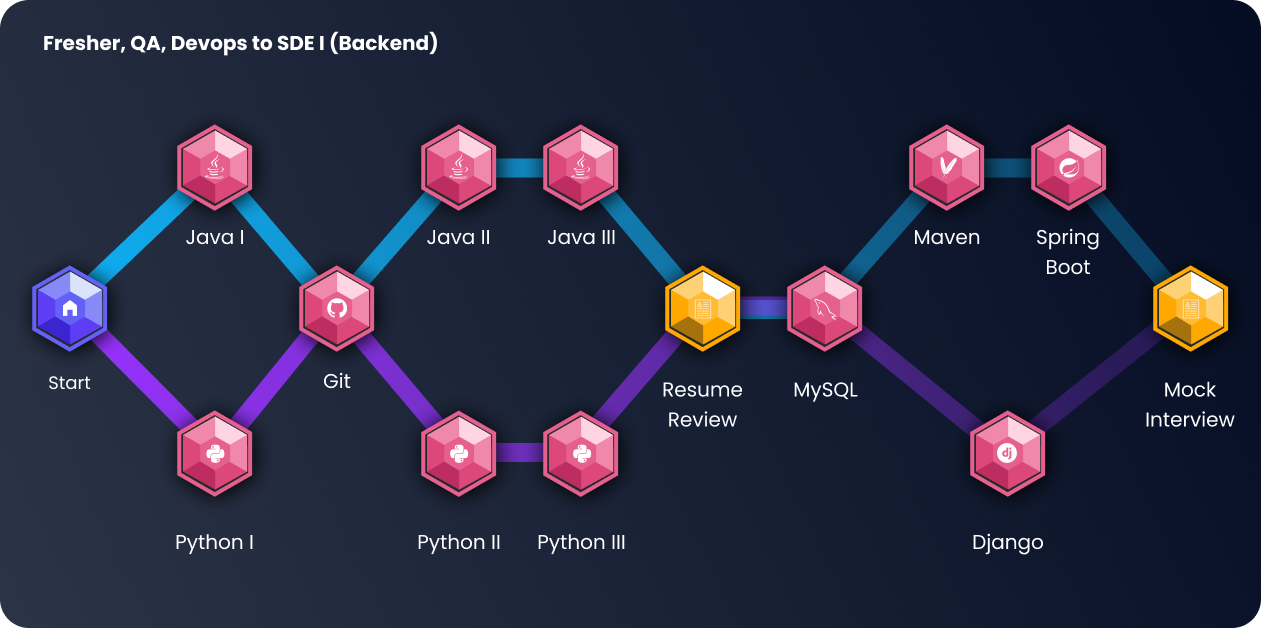 Fresher, QA, Devops to SDE I (Backend)
Java I
Java II
Java III
Maven
Spring
Boot
Start
Git
Resume
Review
MySQL
Mock
Interview
Python I
Python II
Python III
dj
Django